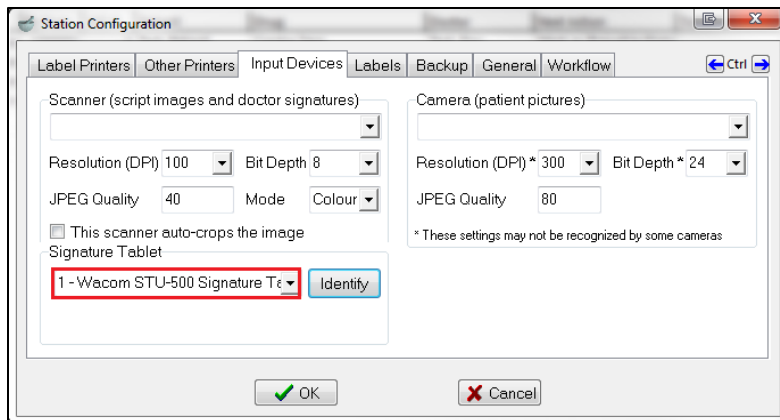 Station Configuration
Label Printers Other Printers Input Devices Labels Backup General Workflow Ctrl
Scanner (script images and doctor signatures)
Resolution (DPI) 100 Bit Depth 8
JPEG Quality 40 Mode Colour
This scanner auto-crops the image
Signature Tablet
1 - Wacom STU-500 Signature Ta Identify
Camera (patient pictures)
Resolution (DPI) * 300 Bit Depth * 24
JPEG Quality 80
* These settings may not be recognized by some cameras
OK Cancel